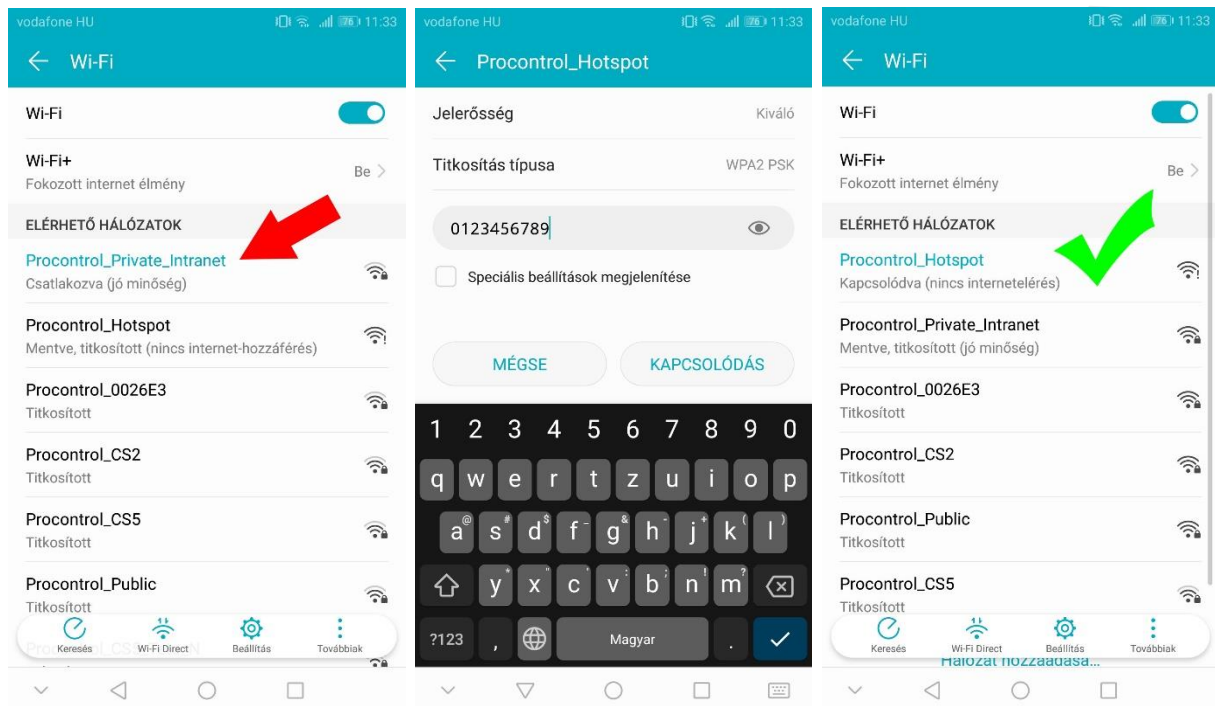 vodafone HU
76 11:33
Wi-Fi
Wi-Fi
Wi-Fi+
Fokozott internet élmény
Be
ELÉRHETŐ HÁLÓZATOK
Procontrol_Private_Intranet
Csatlakozva (jó minőség)
Procontrol_Hotspot
Mentve, titkosított (nincs internet-hozzáférés)
Procontrol_0026E3
Titkosított
Procontrol_CS2
Titkosított
Procontrol_CS5
Titkosított
Procontrol_Public
Titkosított
Keresés Wi-Fi Direct Beállítás Továbbiak
vodafone HU
76 11:33
Procontrol_Hotspot
Jelerősség Kiváló
Titkosítás típusa WPA2 PSK
0123456789
Speciális beállítások megjelenítése
MÉGSE KAPCSOLÓDÁS
1 2 3 4 5 6 7 8 9 0
q w e r t z u i o p
a@ s# d$ f- g& h- j+ k( l)
y* x" c' v: b; n! m?
?123 , Magyar .
vodafone HU
76 11:33
Wi-Fi
Wi-Fi
Wi-Fi+
Fokozott internet élmény
Be
ELÉRHETŐ HÁLÓZATOK
Procontrol_Hotspot
Kapcsolódva (nincs internetelérés)
Procontrol_Private_Intranet
Mentve, titkosított (jó minőség)
Procontrol_0026E3
Titkosított
Procontrol_CS2
Titkosított
Procontrol_Public
Titkosított
Procontrol_CS5
Titkosított
Keresés Wi-Fi Direct Beállítás Továbbiak
Hálózat hozzáadása...